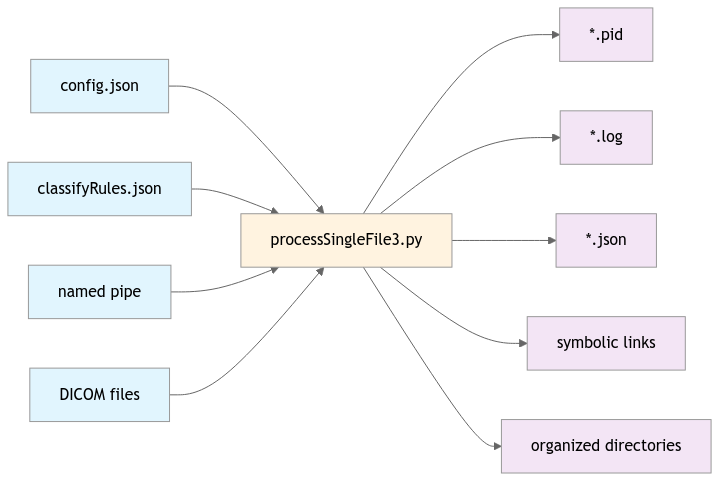 config.json
classifyRules.json
named pipe
DICOM files
processSingleFile3.py
*.pid
*.log
*.json
symbolic links
organized directories